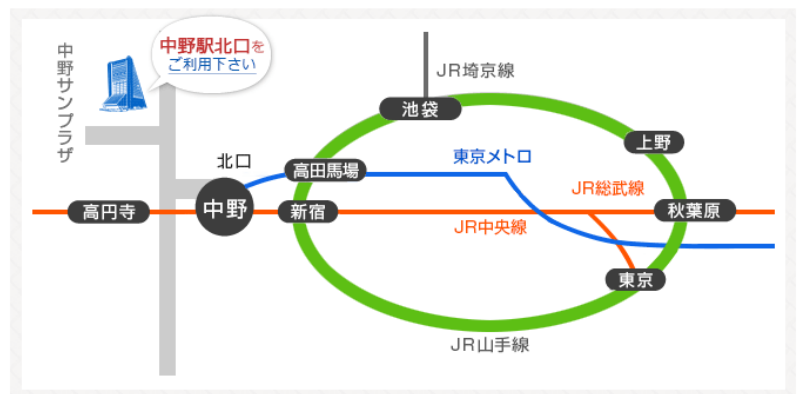 中野サンプラザ
中野駅北口を
ご利用下さい
JR埼京線
池袋
上野
北口
高田馬場
東京メトロ
JR総武線
高円寺
中野
新宿
秋葉原
JR中央線
東京
JR山手線